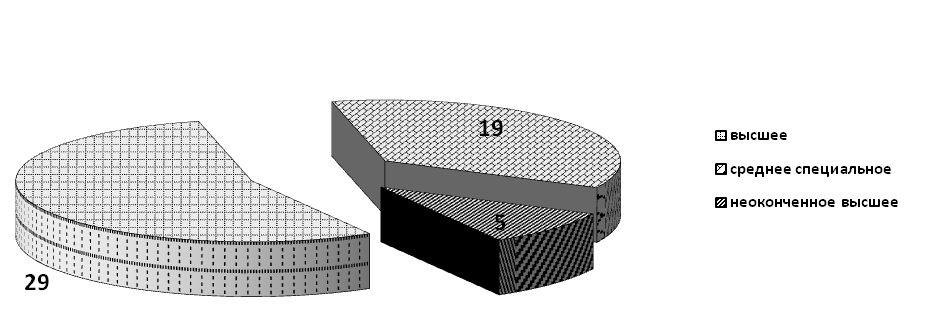 19
5
29
высшее
среднее специальное
неоконченное высшее